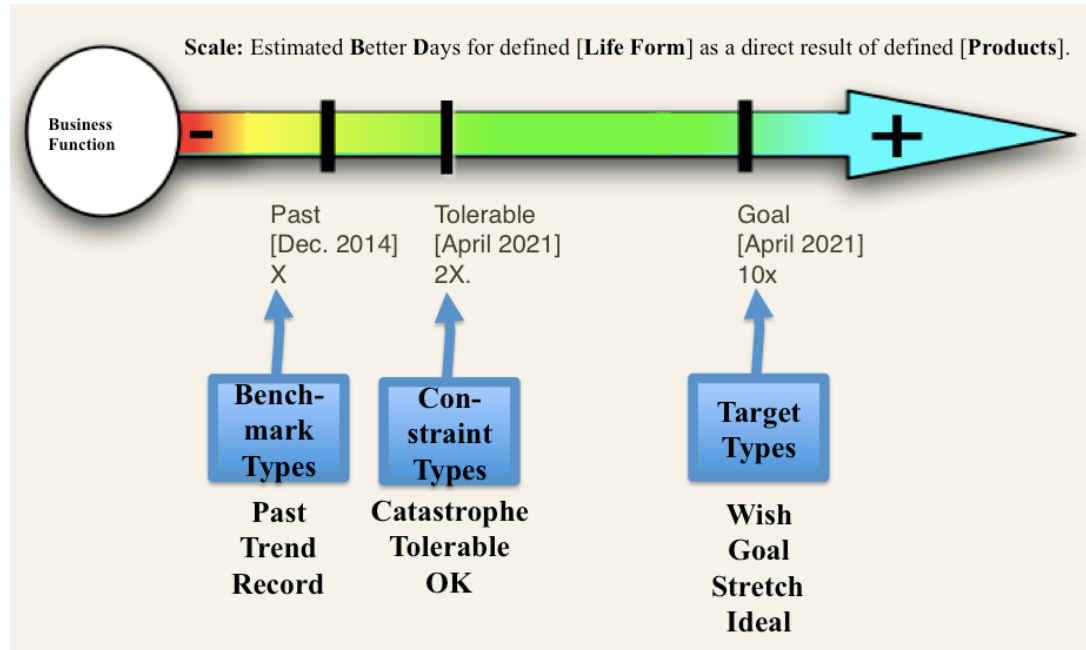 Scale: Estimated Better Days for defined [Life Form] as a direct result of defined [Products].
Business
Function
-
+
Past
[Dec. 2014]
X
Tolerable
[April 2021]
2X.
Goal
[April 2021]
10x
Bench-
mark
Types
Con-
straint
Types
Target
Types
Past
Trend
Record
Catastrophe
Tolerable
OK
Wish
Goal
Stretch
Ideal